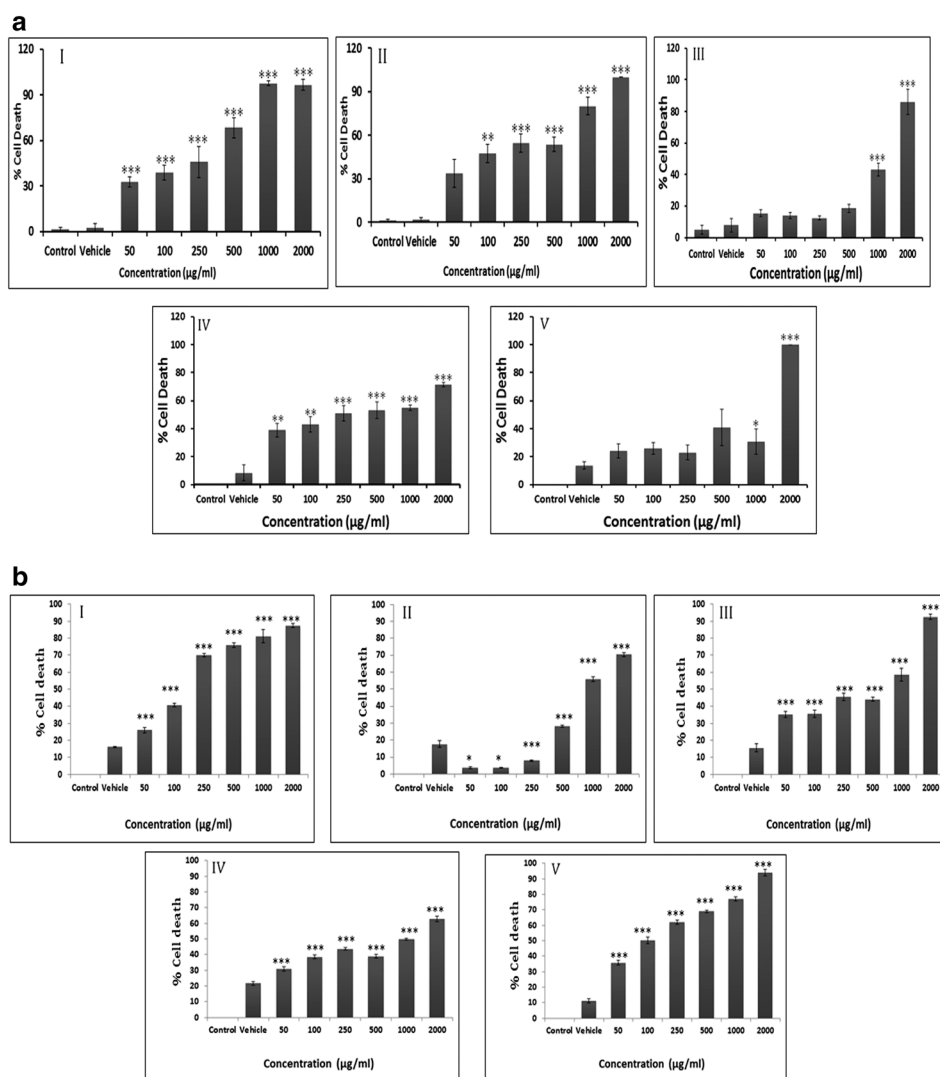 a
I
% Cell Death
120
90
60
30
0
*** *** *** *** *** ***
Control Vehicle 50 100 250 500 1000 2000
Concentration (µg/ml)
II
% Cell Death
120
90
60
30
0
** *** *** *** ***
Control Vehicle 50 100 250 500 1000 2000
Concentration (µg/ml)
III
% Cell Death
120
100
80
60
40
20
0
*** ***
Control Vehicle 50 100 250 500 1000 2000
Concentration (µg/ml)
IV
% Cell Death
120
100
80
60
40
20
0
** ** *** *** *** ***
Control Vehicle 50 100 250 500 1000 2000
Concentration (µg/ml)
V
% Cell Death
120
100
80
60
40
20
0
* ***
Control Vehicle 50 100 250 500 1000 2000
Concentration (µg/ml)
b
I
% Cell death
100
90
80
70
60
50
40
30
20
10
0
*** *** *** *** *** ***
Control Vehicle 50 100 250 500 1000 2000
Concentration (µg/ml)
II
% Cell death
100
90
80
70
60
50
40
30
20
10
0
* * *** *** *** ***
Control Vehicle 50 100 250 500 1000 2000
Concentration (µg/ml)
III
% Cell death
100
90
80
70
60
50
40
30
20
10
0
*** *** *** *** *** ***
Control Vehicle 50 100 250 500 1000 2000
Concentration (µg/ml)
IV
% Cell death
100
90
80
70
60
50
40
30
20
10
0
*** *** *** *** *** ***
Control Vehicle 50 100 250 500 1000 2000
Concentration (µg/ml)
V
% Cell death
100
90
80
70
60
50
40
30
20
10
0
*** *** *** *** *** ***
Control Vehicle 50 100 250 500 1000 2000
Concentration (µg/ml)